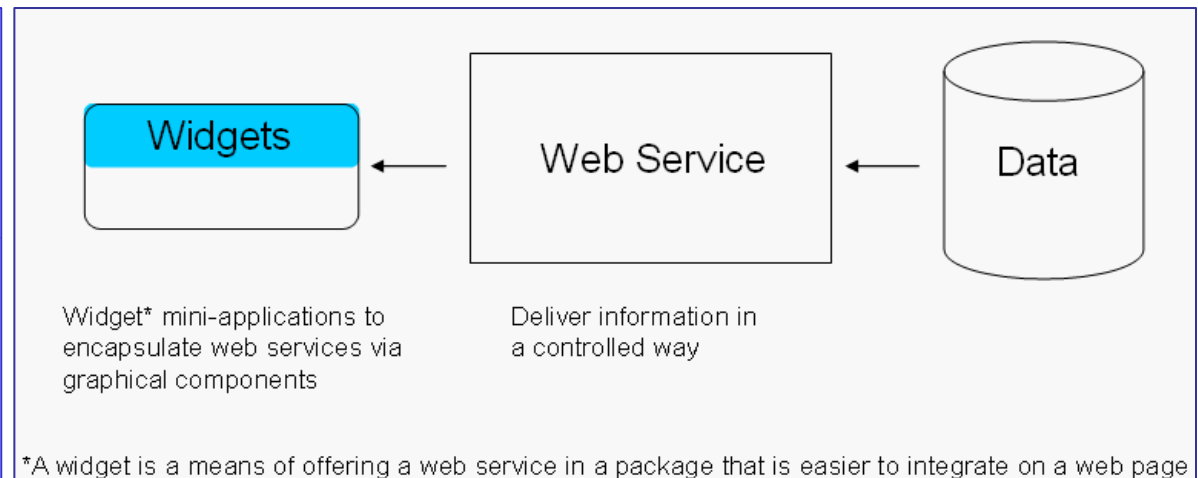 Widgets
Web Service
Data
Widget* mini-applications to
encapsulate web services via
graphical components
Deliver information in
a controlled way
*A widget is a means of offering a web service in a package that is easier to integrate on a web page